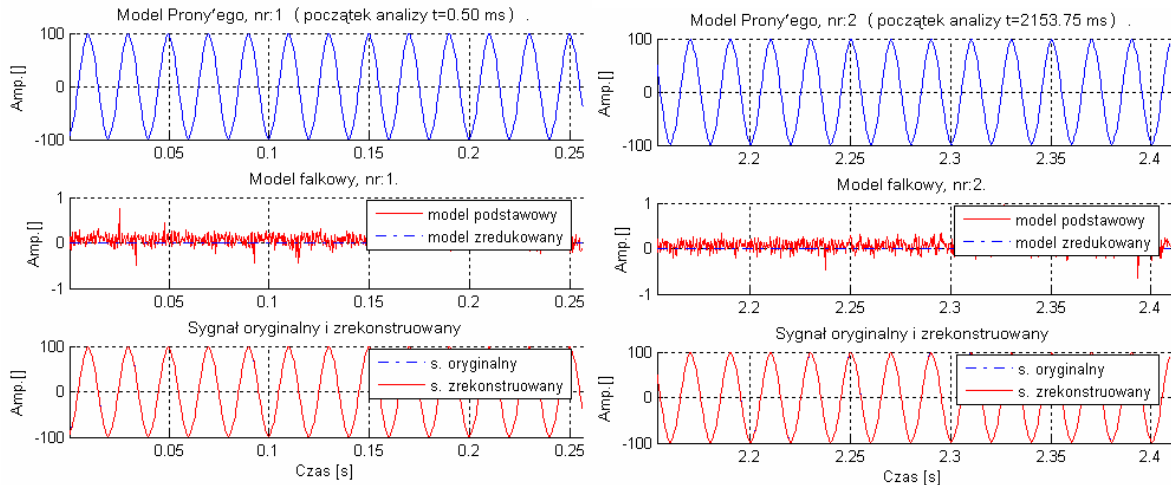 Model Prony'ego, nr:1 ( początek analizy t=0.50 ms) .
Amp.[]
100
0
-100
0.05 0.1 0.15 0.2 0.25
Model falkowy, nr:1.
Amp.[]
1
0
-1
model podstawowy
model zredukowany
0.05 0.1 0.15 0.2 0.25
Sygnał oryginalny i zrekonstruowany
Amp.[]
100
0
-100
s. oryginalny
s. zrekonstruowany
0.05 0.1 0.15 0.2 0.25
Czas [s]
Model Prony'ego, nr:2 ( początek analizy t=2153.75 ms) .
Amp.[]
100
0
-100
2.2 2.25 2.3 2.35 2.4
Model falkowy, nr:2.
Amp.[]
1
0
-1
model podstawowy
model zredukowany
2.2 2.25 2.3 2.35 2.4
Sygnał oryginalny i zrekonstruowany
Amp.[]
100
0
-100
s. oryginalny
s. zrekonstruowany
2.2 2.25 2.3 2.35 2.4
Czas [s]